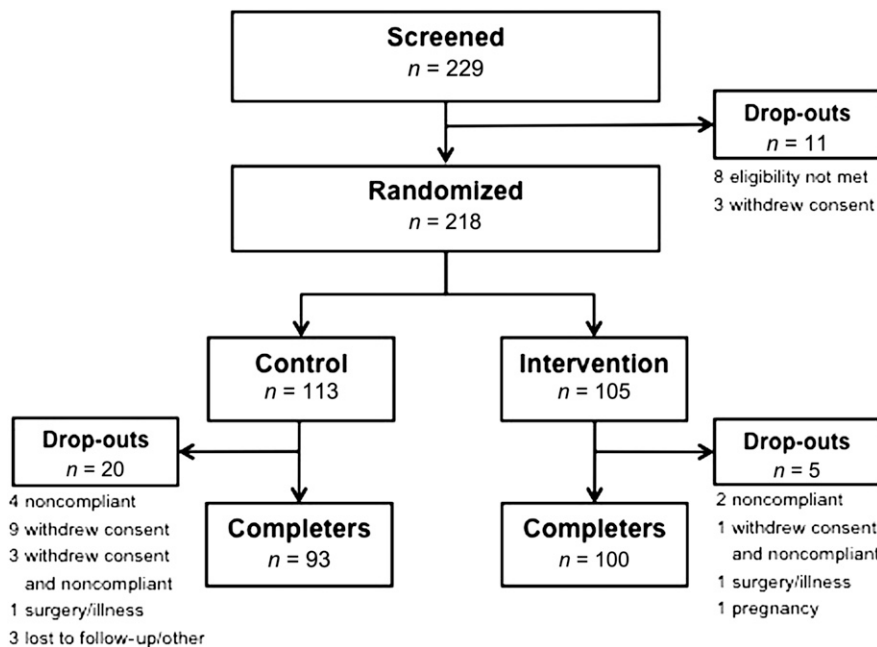 Screened
n = 229
Drop-outs
n = 11
8 eligibility not met
3 withdrew consent
Randomized
n = 218
Control
n = 113
Intervention
n = 105
Drop-outs
n = 20
4 noncompliant
9 withdrew consent
3 withdrew consent
and noncompliant
1 surgery/illness
3 lost to follow-up/other
Completers
n = 93
Completers
n = 100
Drop-outs
n = 5
2 noncompliant
1 withdrew consent
and noncompliant
1 surgery/illness
1 pregnancy